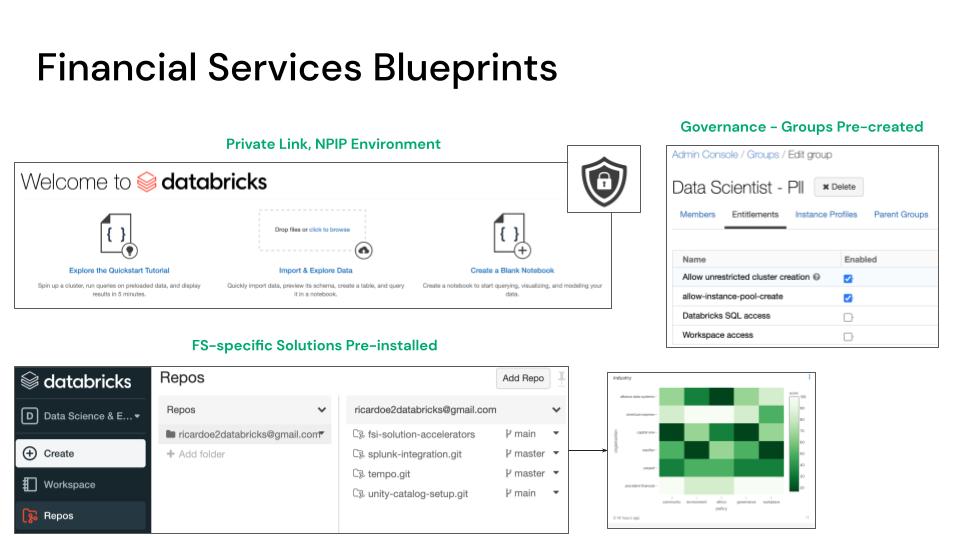 Financial Services Blueprints
Private Link, NPIP Environment
Welcome to databricks
Explore the Quickstart Tutorial
Spin up a cluster, run queries on preloaded data, and display
results in 5 minutes.
Drop files or click to browse
Import & Explore Data
Quickly import data, preview its schema, create a table, and query
it in a notebook.
Create a Blank Notebook
Create a notebook to start querying, visualizing, and modeling your
data.
Governance - Groups Pre-created
Admin Console / Groups / Edit group
Data Scientist - PII
Delete
Members Entitlements Instance Profiles Parent Groups
Name Enabled
Allow unrestricted cluster creation
allow-instance-pool-create
Databricks SQL access
Workspace access
FS-specific Solutions Pre-installed
databricks
D Data Science & E...
Create
Workspace
Repos
Repos
Add Repo
Repos
ricardoe2databricks@gmail.com
Add folder
ricardoe2databricks@gmail.com
fsi-solution-accelerators main
splunk-integration.git master
tempo.git master
unity-catalog-setup.git main
Industry
community environment ethics governance workplace
policy